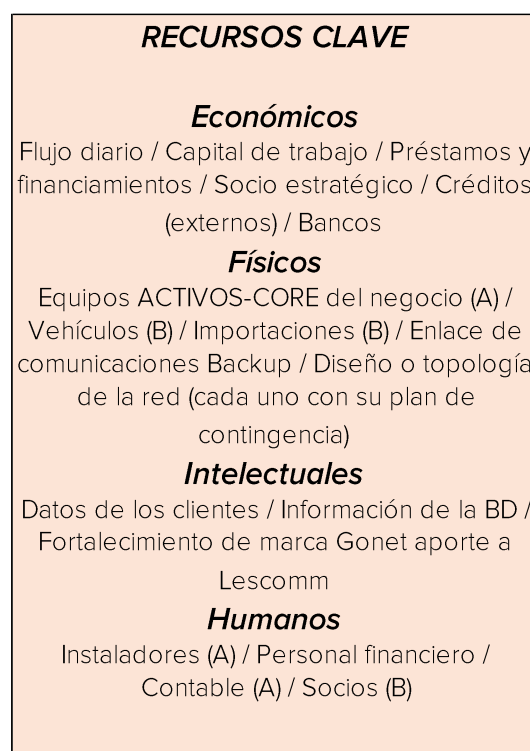 RECURSOS CLAVE
Económicos
Flujo diario / Capital de trabajo / Préstamos y
financiamientos / Socio estratégico / Créditos
(externos) / Bancos
Físicos
Equipos ACTIVOS-CORE del negocio (A) /
Vehículos (B) / Importaciones (B) / Enlace de
comunicaciones Backup / Diseño o topología
de la red (cada uno con su plan de
contingencia)
Intelectuales
Datos de los clientes / Información de la BD /
Fortalecimiento de marca Gonet aporte a
Lescomm
Humanos
Instaladores (A) / Personal financiero /
Contable (A) / Socios (B)